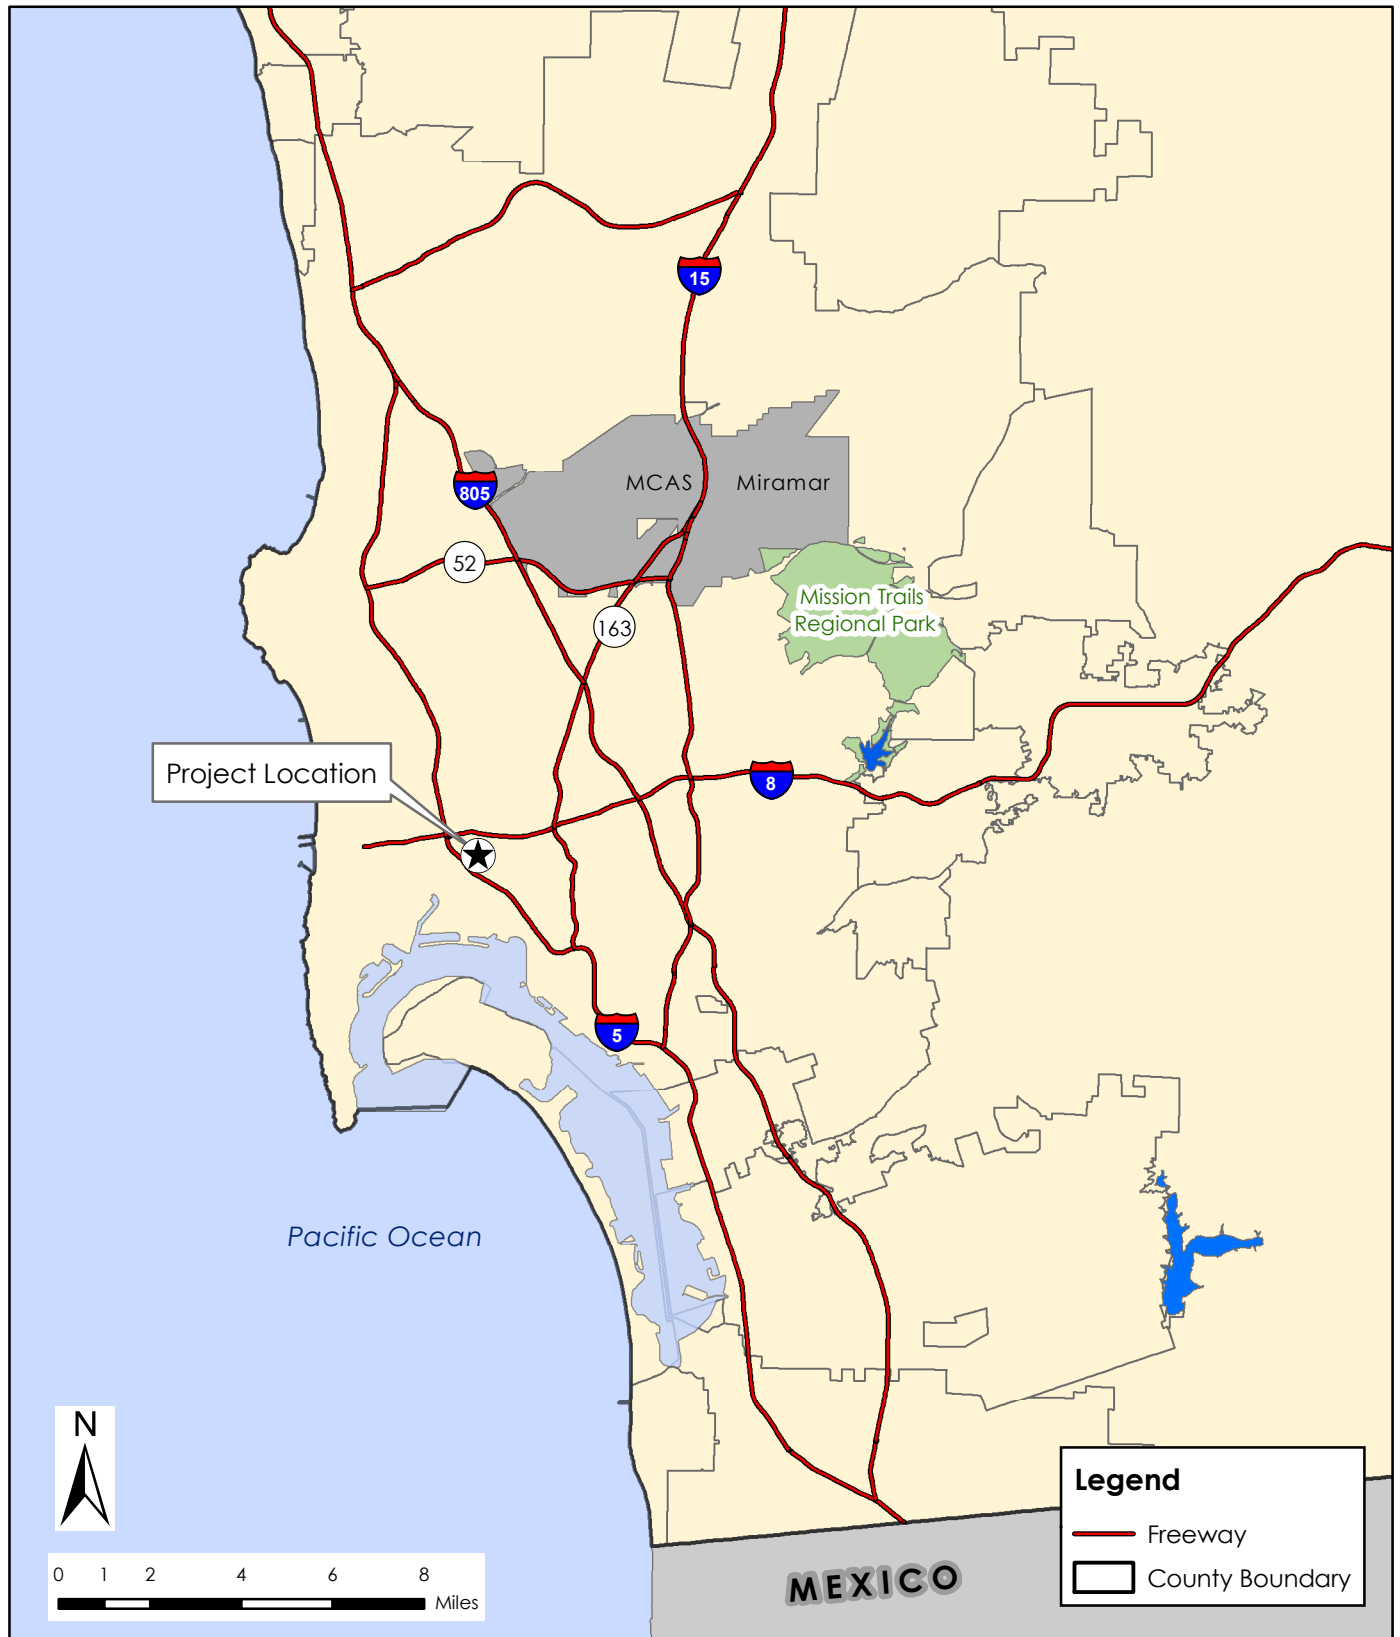 15
MCAS Miramar
805
52
Mission Trails
Regional Park
163
Project Location
8
5
Pacific Ocean
N
0 1 2 4 6 8
Miles
MEXICO
Legend
Freeway
County Boundary